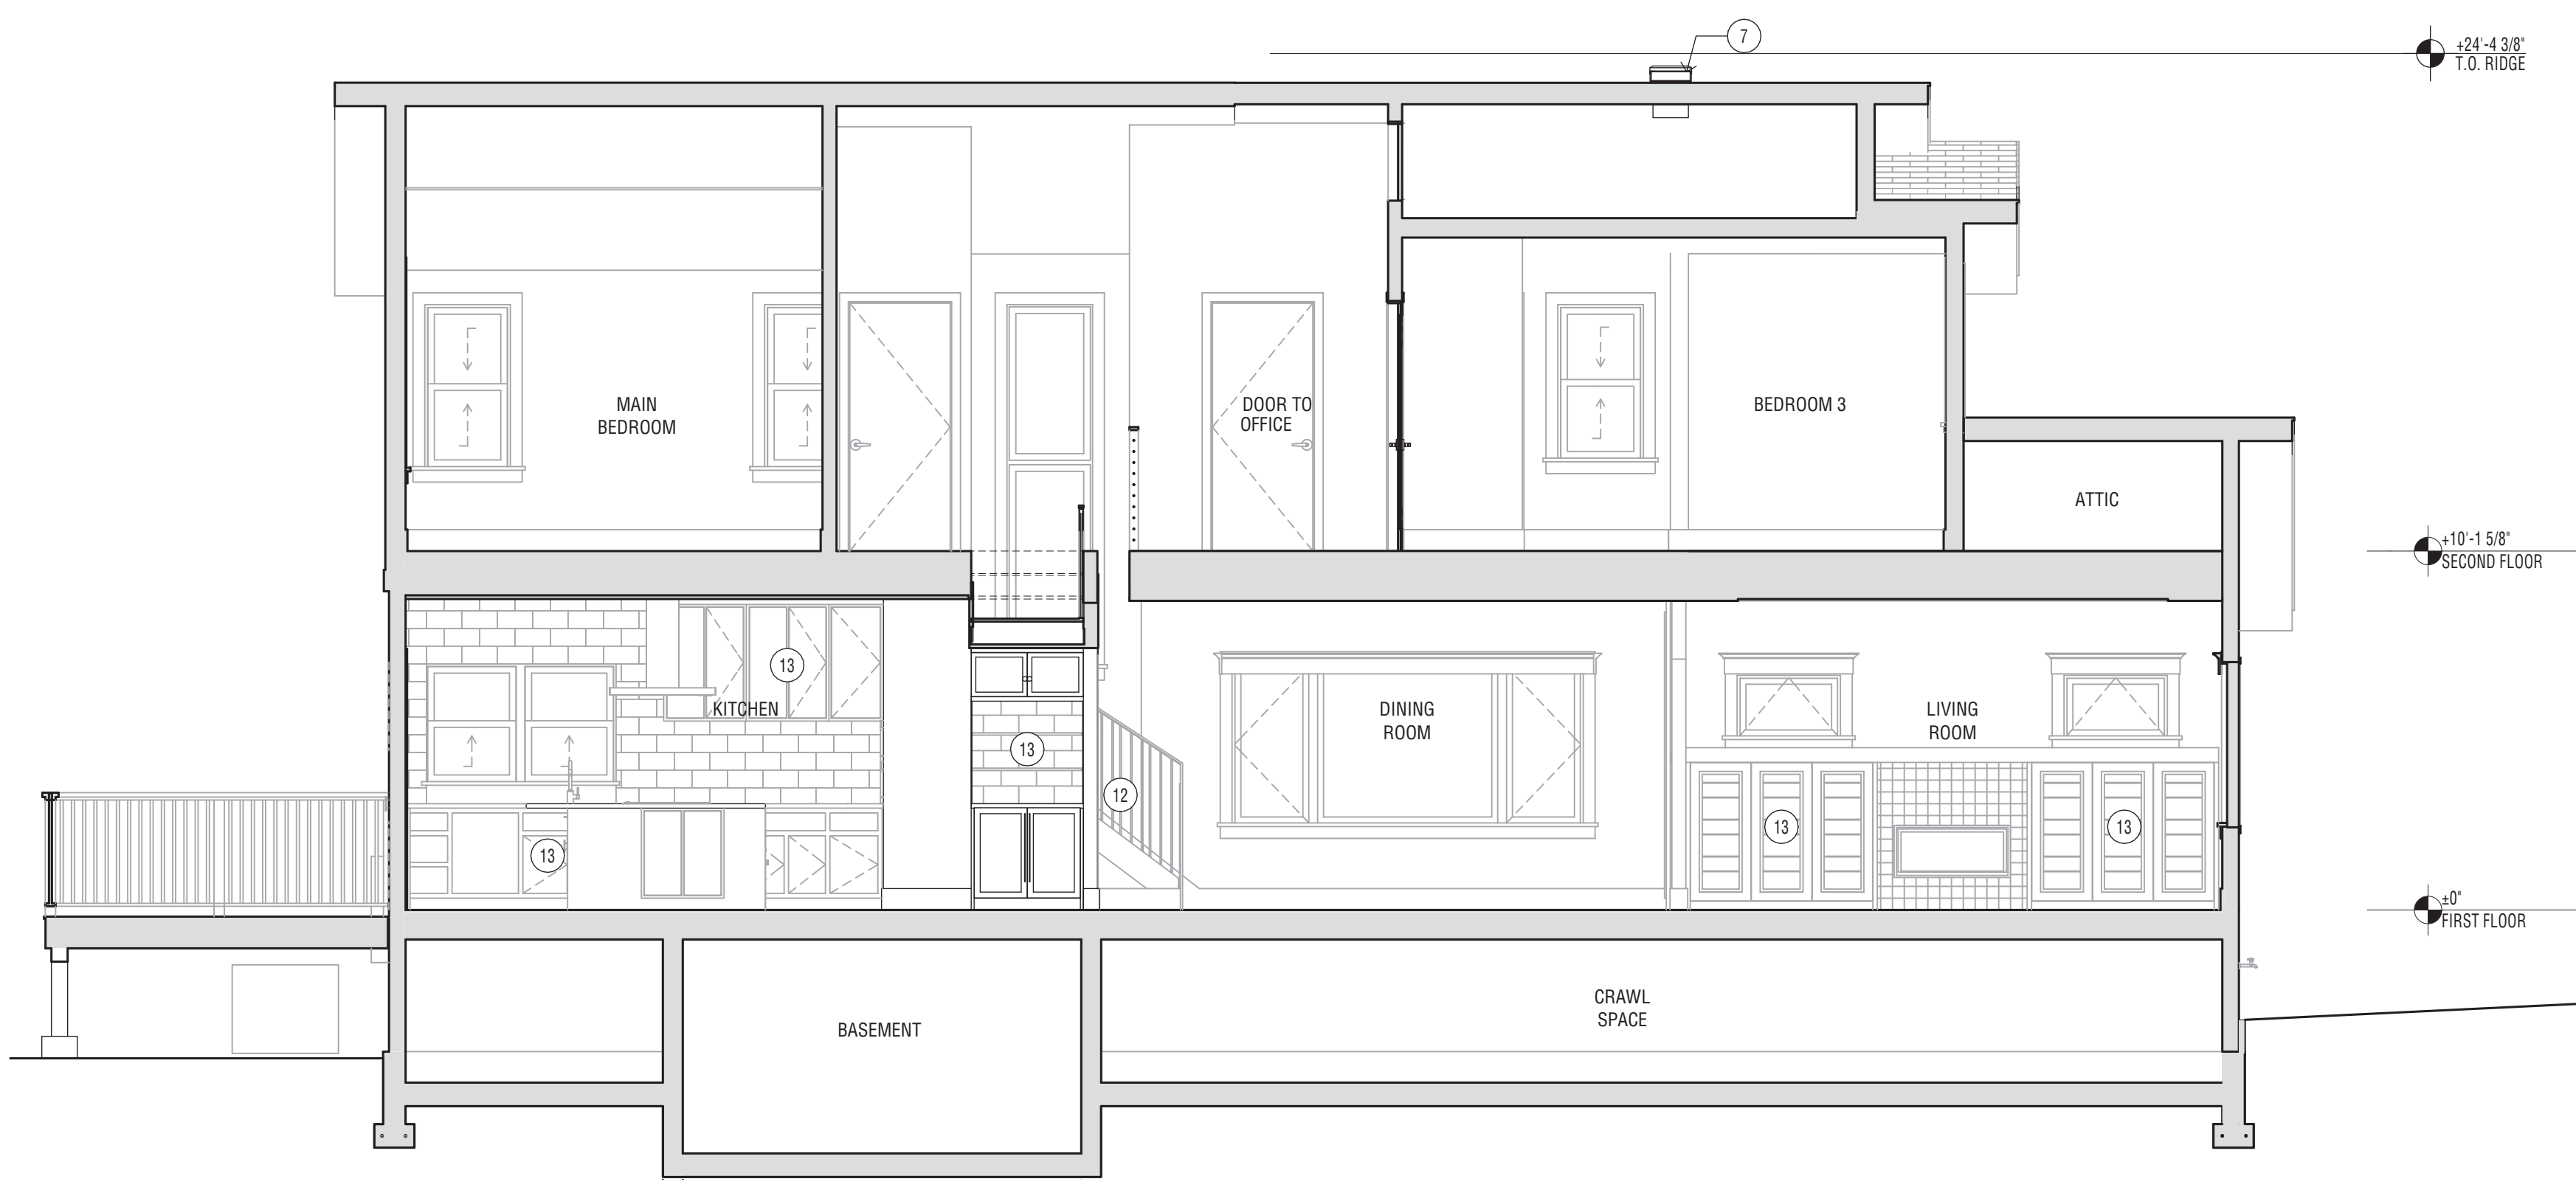 7
+24'-4 3/8"
T.O. RIDGE
MAIN
BEDROOM
DOOR TO
OFFICE
BEDROOM 3
ATTIC
+10'-1 5/8"
SECOND FLOOR
13
KITCHEN
13
13
12
DINING
ROOM
LIVING
ROOM
13
13
±0"
FIRST FLOOR
BASEMENT
CRAWL
SPACE